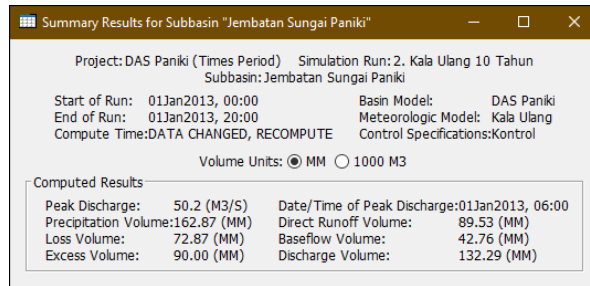 Summary Results for Subbasin "Jembatan Sungai Paniki"
Project: DAS Paniki (Times Period) Simulation Run: 2. Kala Ulang 10 Tahun
Subbasin: Jembatan Sungai Paniki
Start of Run: 01Jan2013, 00:00 Basin Model: DAS Paniki
End of Run: 01Jan2013, 20:00 Meteorologic Model: Kala Ulang
Compute Time:DATA CHANGED, RECOMPUTE Control Specifications:Kontrol
Volume Units: MM 1000 M3
Computed Results
Peak Discharge: 50.2 (M3/S) Date/Time of Peak Discharge:01Jan2013, 06:00
Precipitation Volume:162.87 (MM) Direct Runoff Volume: 89.53 (MM)
Loss Volume: 72.87 (MM) Baseflow Volume: 42.76 (MM)
Excess Volume: 90.00 (MM) Discharge Volume: 132.29 (MM)